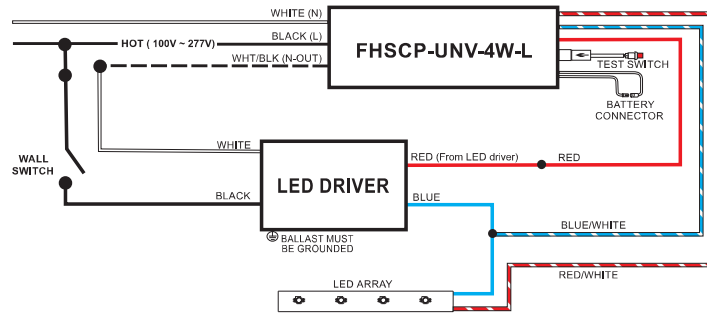 WHITE (N)
BLACK (L)
HOT ( 100V ~ 277V)
WHT/BLK (N-OUT)
FHSCP-UNV-4W-L
TEST SWITCH
BATTERY
CONNECTOR
WHITE
WALL
SWITCH
LED DRIVER
RED (From LED driver)
RED
BLACK
BLUE
BLUE/WHITE
BALLAST MUST
BE GROUNDED
RED/WHITE
LED ARRAY